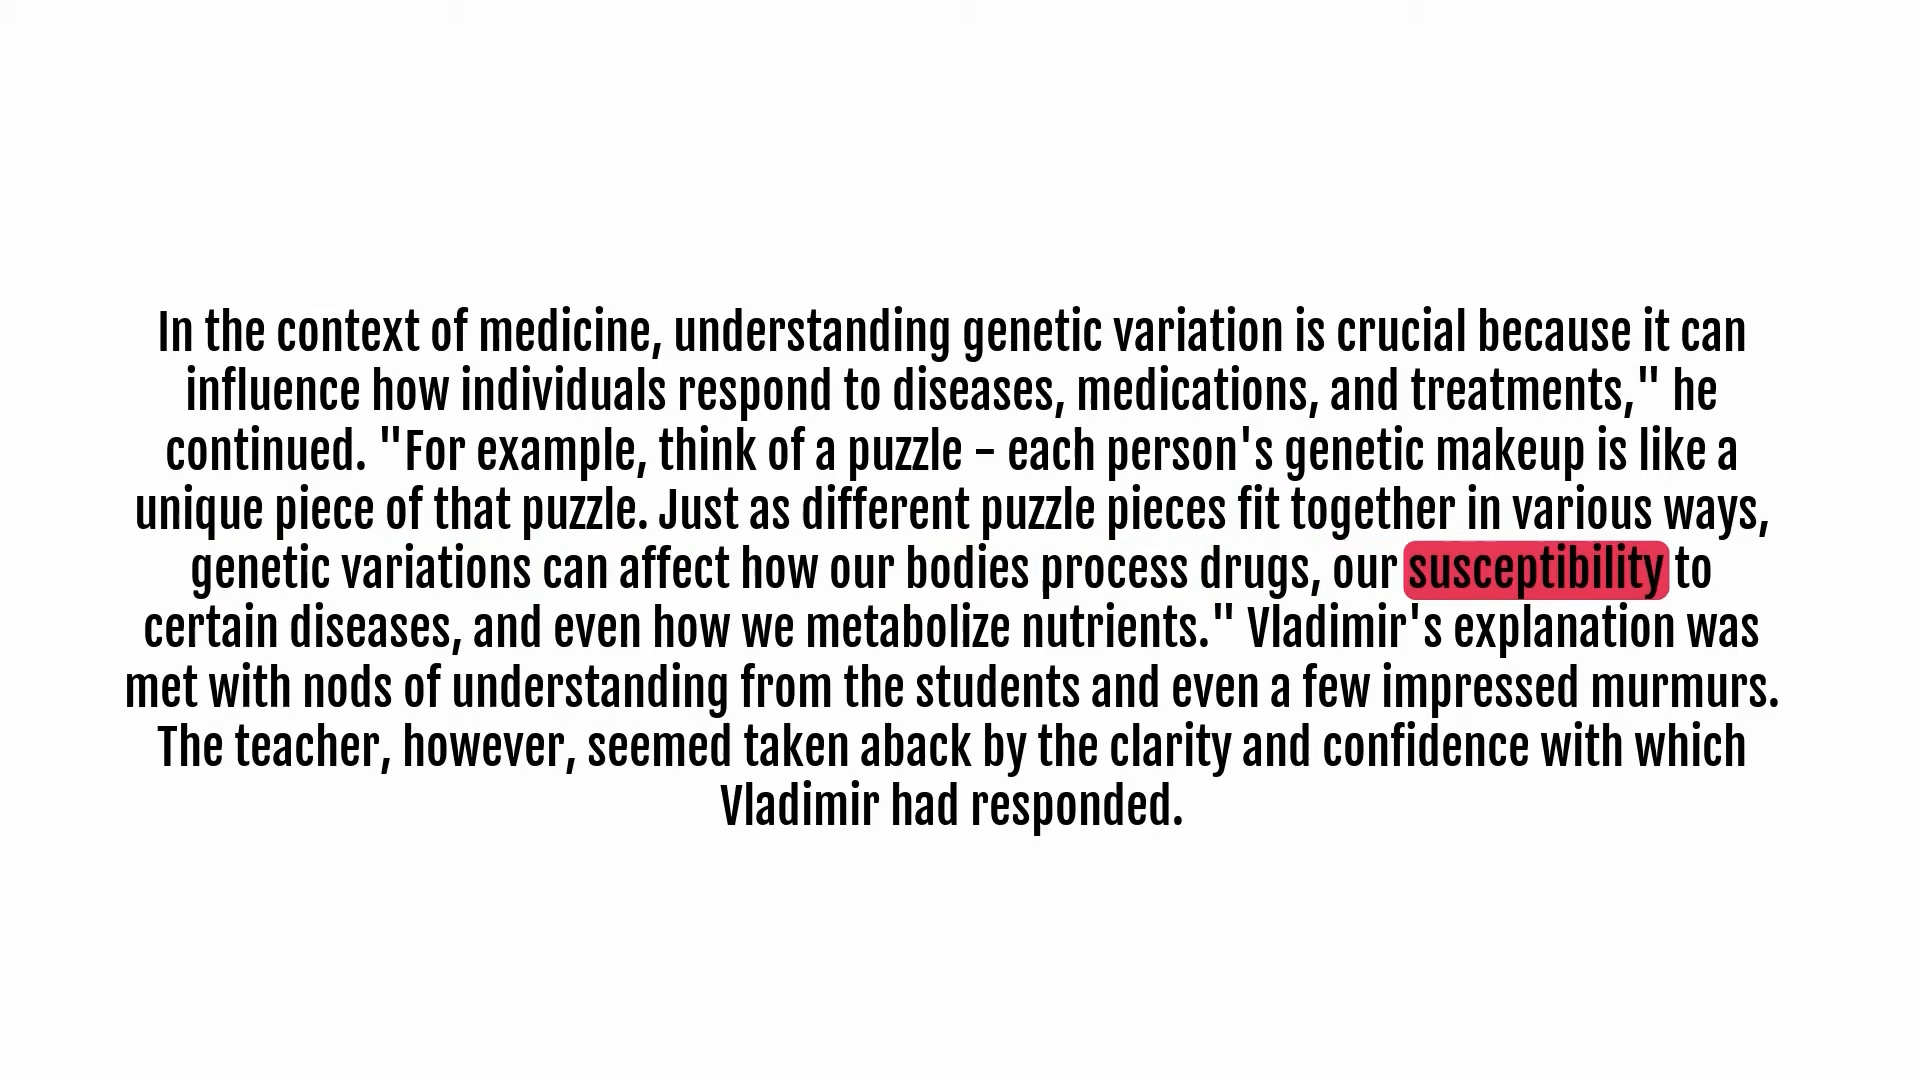 In the context of medicine, understanding genetic variation is crucial because it can
influence how individuals respond to diseases, medications, and treatments," he
continued. "For example, think of a puzzle - each person's genetic makeup is like a
unique piece of that puzzle. Just as different puzzle pieces fit together in various ways,
genetic variations can affect how our bodies process drugs, our susceptibility to
certain diseases, and even how we metabolize nutrients." Vladimir's explanation was
met with nods of understanding from the students and even a few impressed murmurs.
The teacher, however, seemed taken aback by the clarity and confidence with which
Vladimir had responded.